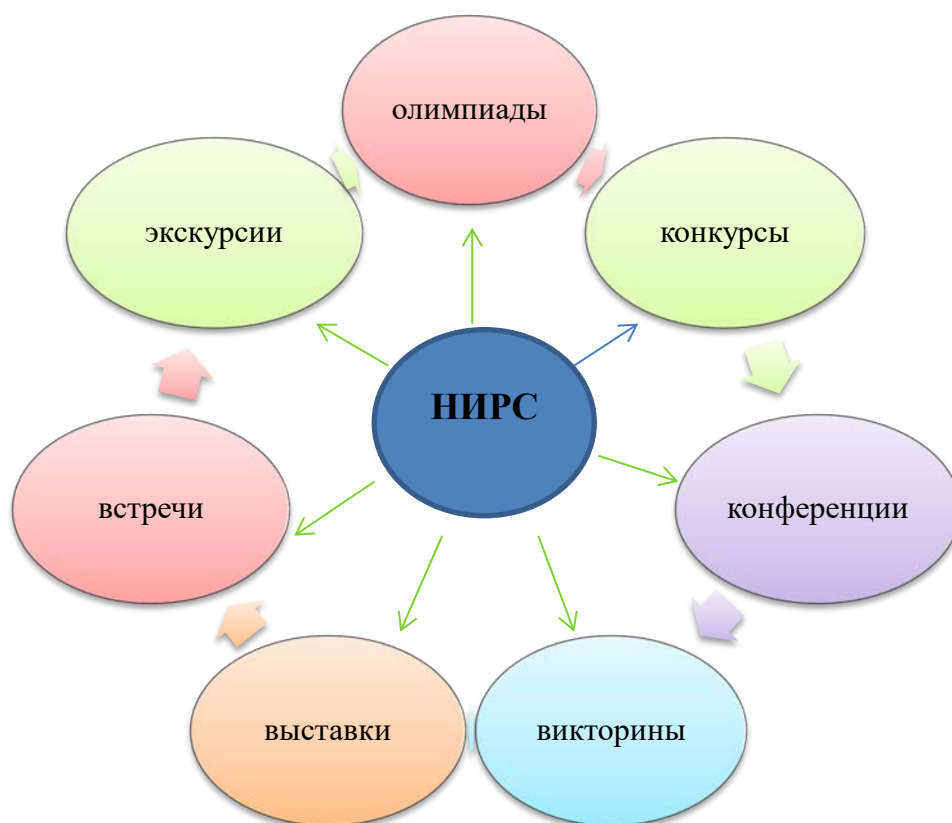 олимпиады
экскурсии
конкурсы
НИРС
встречи
конференции
выставки
викторины